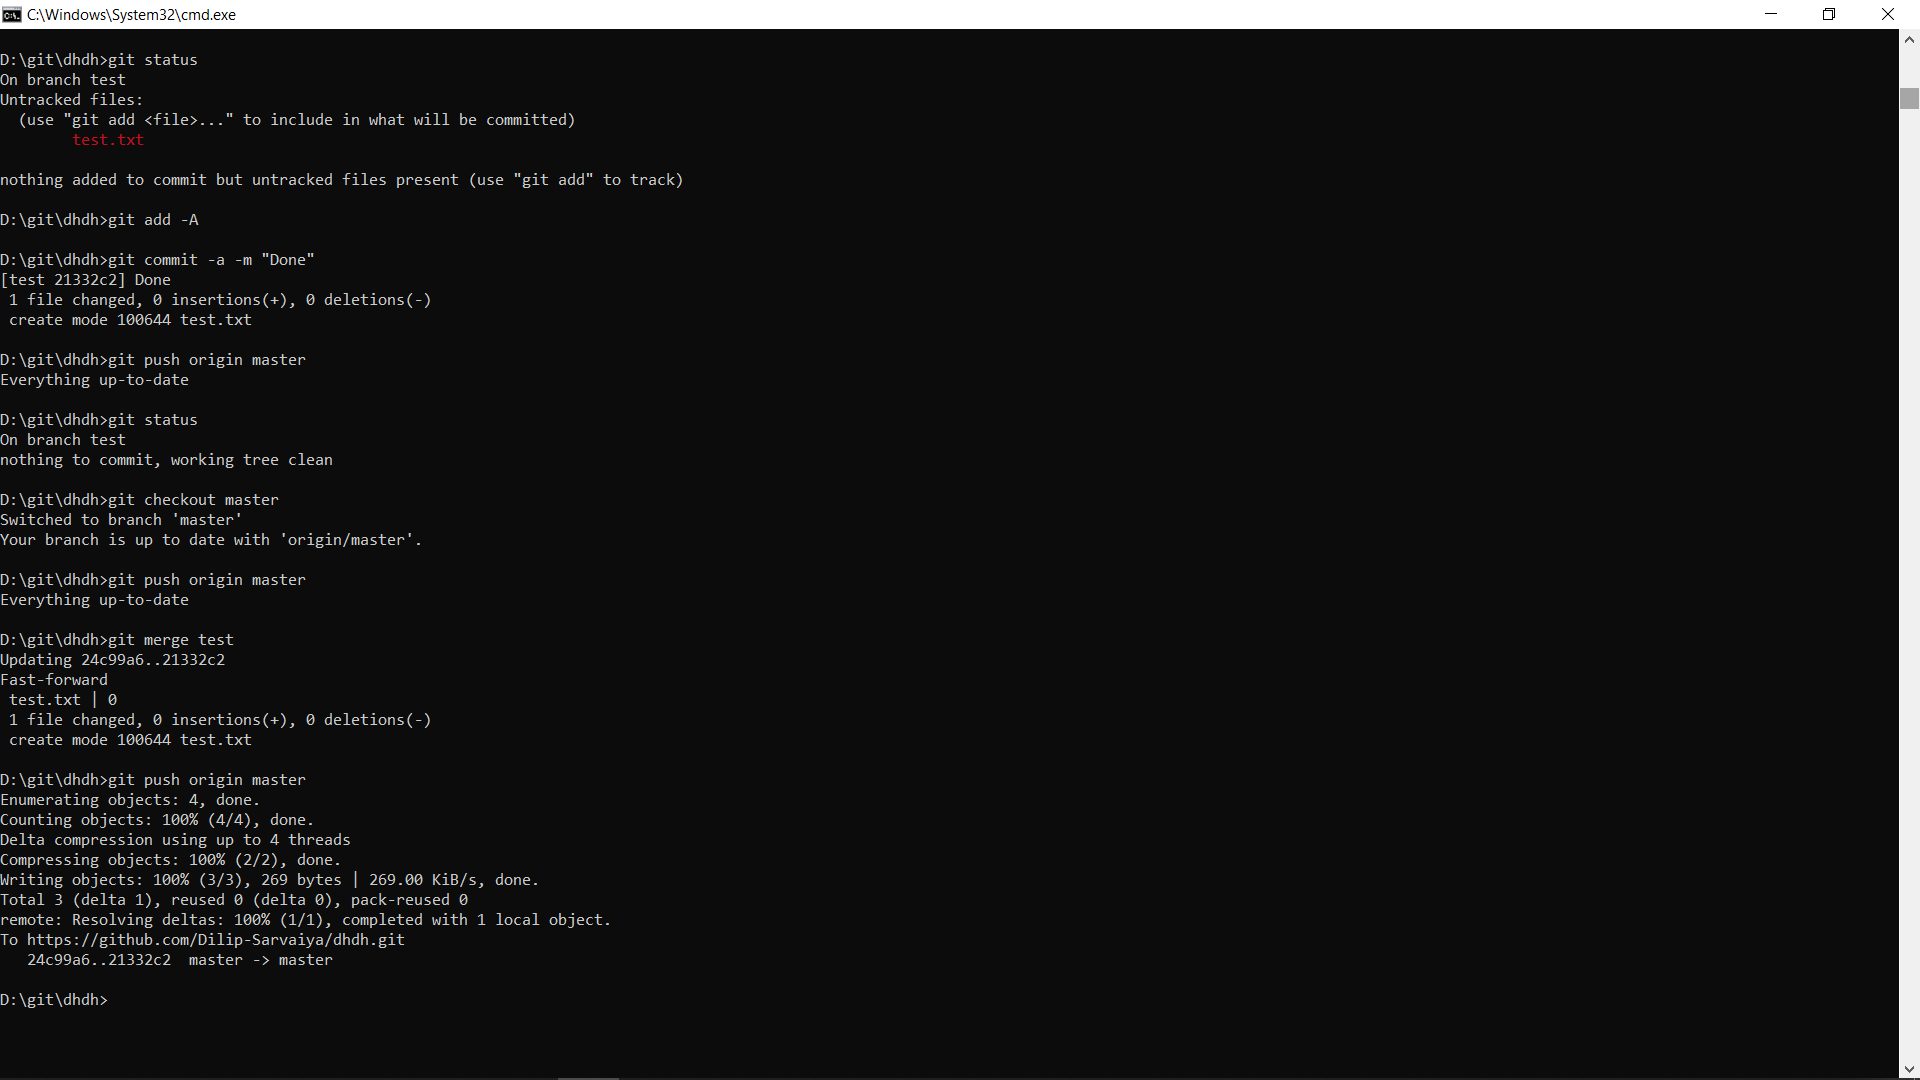 C:\Windows\System32\cmd.exe
D:\git\dhdh>git status
On branch test
Untracked files:
  (use "git add <file>..." to include in what will be committed)
        test.txt

nothing added to commit but untracked files present (use "git add" to track)

D:\git\dhdh>git add -A

D:\git\dhdh>git commit -a -m "Done"
[test 21332c2] Done
 1 file changed, 0 insertions(+), 0 deletions(-)
 create mode 100644 test.txt

D:\git\dhdh>git push origin master
Everything up-to-date

D:\git\dhdh>git status
On branch test
nothing to commit, working tree clean

D:\git\dhdh>git checkout master
Switched to branch 'master'
Your branch is up to date with 'origin/master'.

D:\git\dhdh>git push origin master
Everything up-to-date

D:\git\dhdh>git merge test
Updating 24c99a6..21332c2
Fast-forward
 test.txt | 0
 1 file changed, 0 insertions(+), 0 deletions(-)
 create mode 100644 test.txt

D:\git\dhdh>git push origin master
Enumerating objects: 4, done.
Counting objects: 100% (4/4), done.
Delta compression using up to 4 threads
Compressing objects: 100% (2/2), done.
Writing objects: 100% (3/3), 269 bytes | 269.00 KiB/s, done.
Total 3 (delta 1), reused 0 (delta 0), pack-reused 0
remote: Resolving deltas: 100% (1/1), completed with 1 local object.
To https://github.com/Dilip-Sarvaiya/dhdh.git
   24c99a6..21332c2  master -> master

D:\git\dhdh>